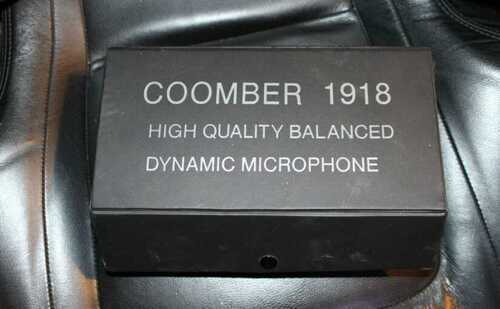 COOMBER 1918
HIGH QUALITY BALANCED
DYNAMIC MICROPHONE